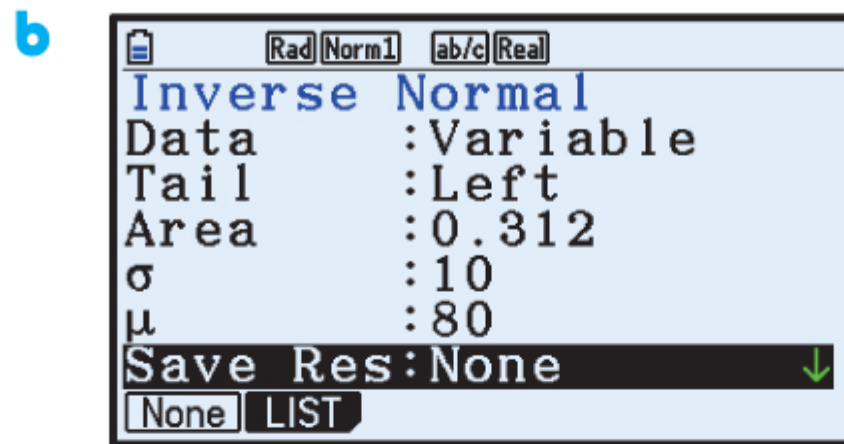 b
Rad Norm1 ab/c Real
Inverse Normal
Data :Variable
Tail :Left
Area :0.312
σ :10
μ :80
Save Res:None ↓
None LIST